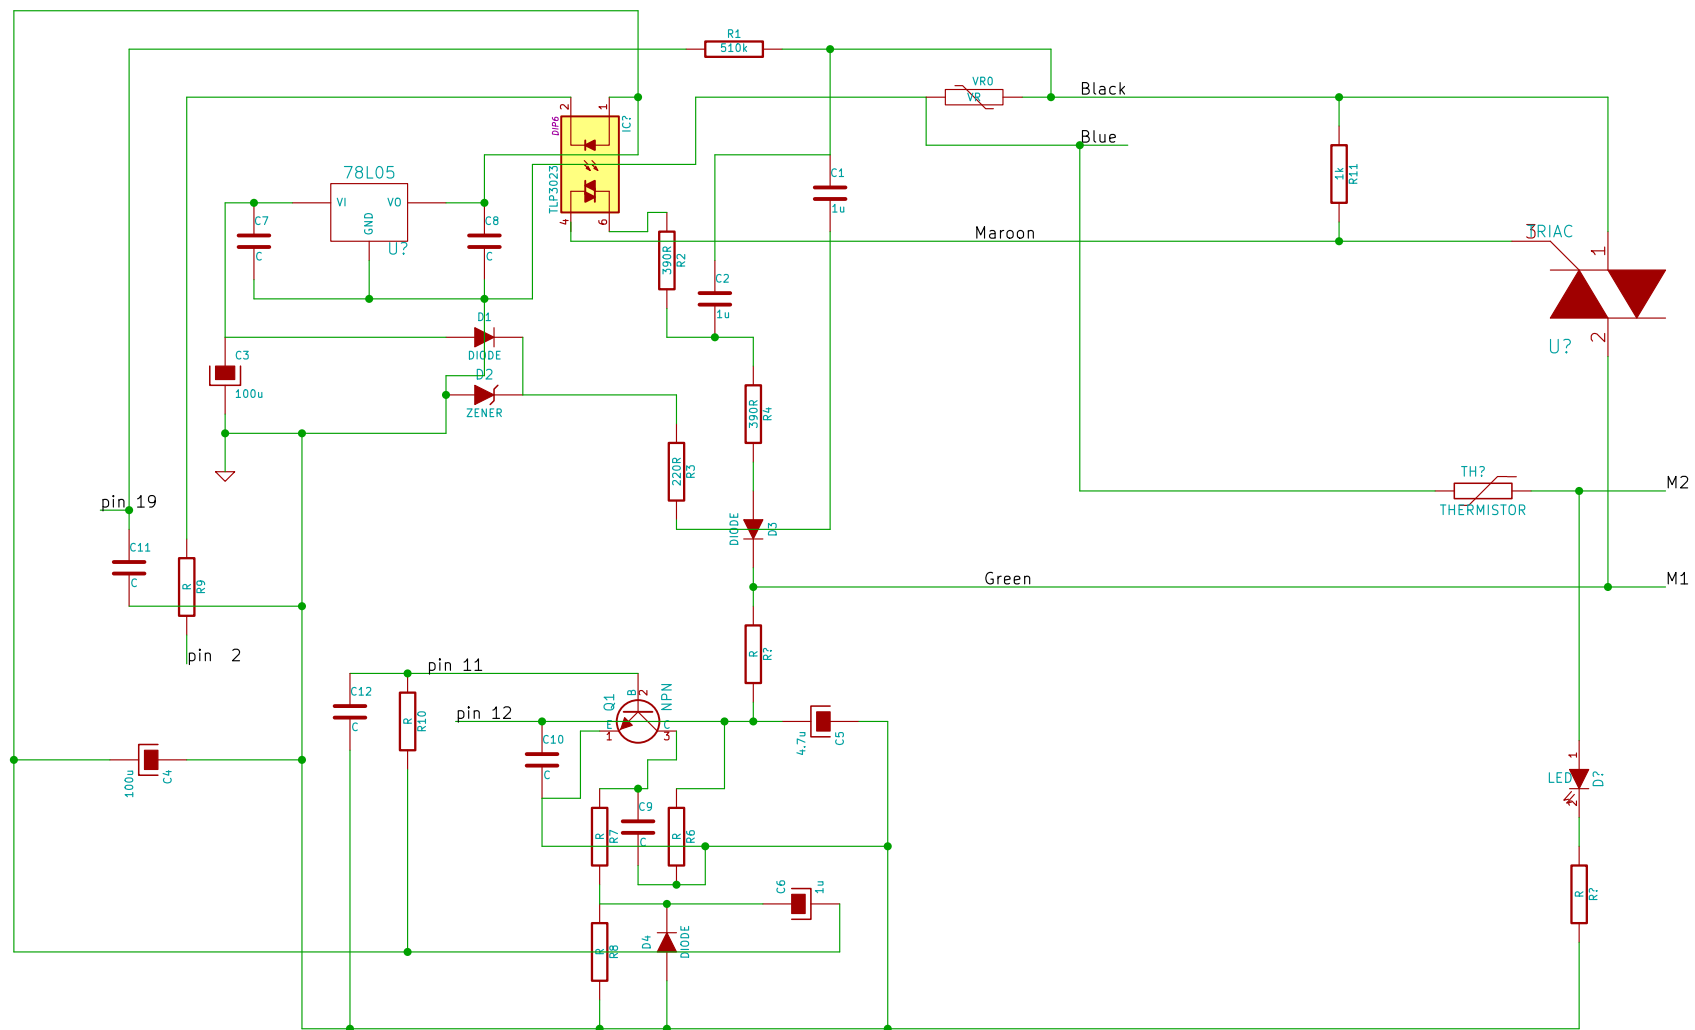 R1
510k
VR0
VR
Black
Blue
2
1
DIP6
IC?
TLP3023
4
6
78L05
VI
VO
GND
U?
C7
C
C8
C
C1
1u
R11
1k
Maroon
3
TRIAC
1
2
U?
390R
R2
C2
1u
D1
DIODE
D2
ZENER
C3
100u
390R
R4
220R
R3
DIODE
D3
TH?
THERMISTOR
M2
pin 19
C11
C
R
R9
pin 2
Green
M1
R
R?
pin 11
C12
C
R
R10
pin 12
Q1
B
2
NPN
E
1
C
3
C10
C
4.7u
C5
100u
C4
C9
C
R
R7
R
R6
C6
1u
D4
DIODE
R
R8
1
LED
D?
2
R
R?